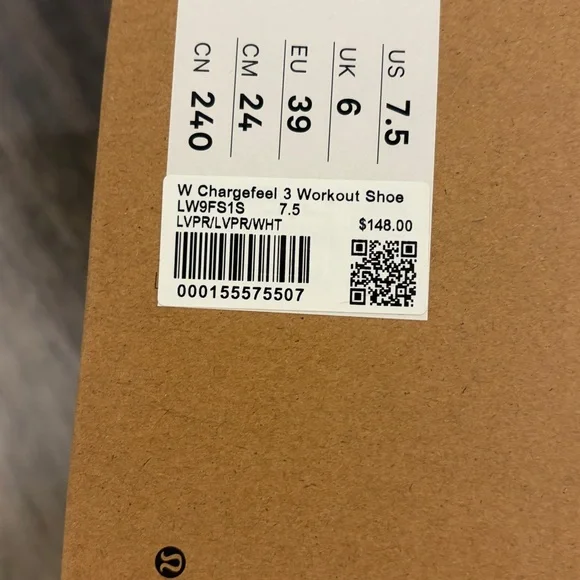 US 7.5
UK 6
EU 39
CM 24
CN 240
W Chargefeel 3 Workout Shoe
LW9FS1S 7.5
LVPR/LVPR/WHT $148.00
000155575507